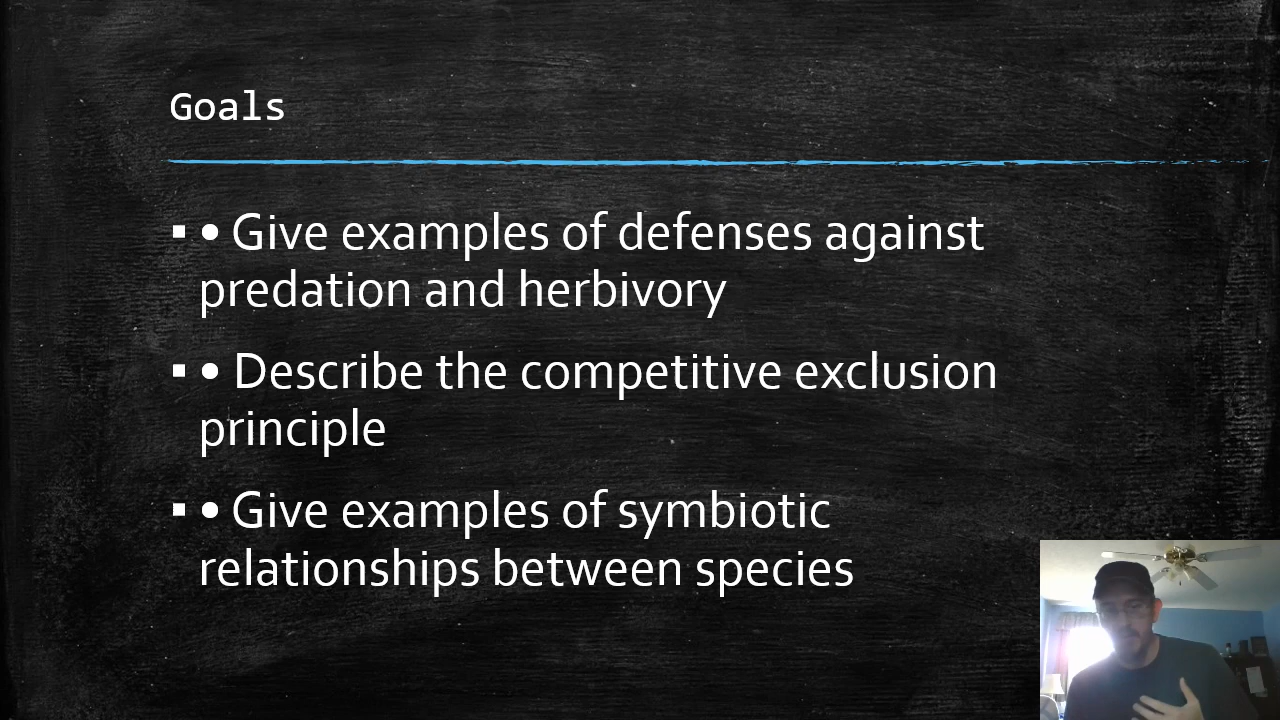 Goals
▪ • Give examples of defenses against
predation and herbivory
▪ • Describe the competitive exclusion
principle
▪ • Give examples of symbiotic
relationships between species